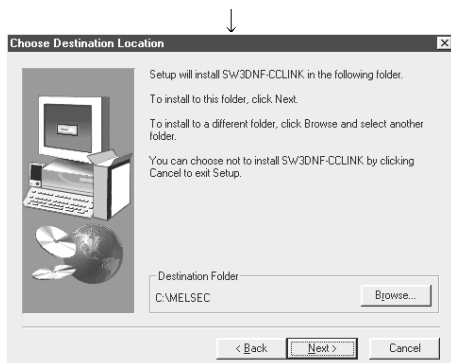 Choose Destination Location
Setup will install SW3DNF-CCLINK in the following folder.
To install to this folder, click Next.
To install to a different folder, click Browse and select another
folder.
You can choose not to install SW3DNF-CCLINK by clicking
Cancel to exit Setup.
Destination Folder
C:\MELSEC
Browse...
< Back
Next >
Cancel